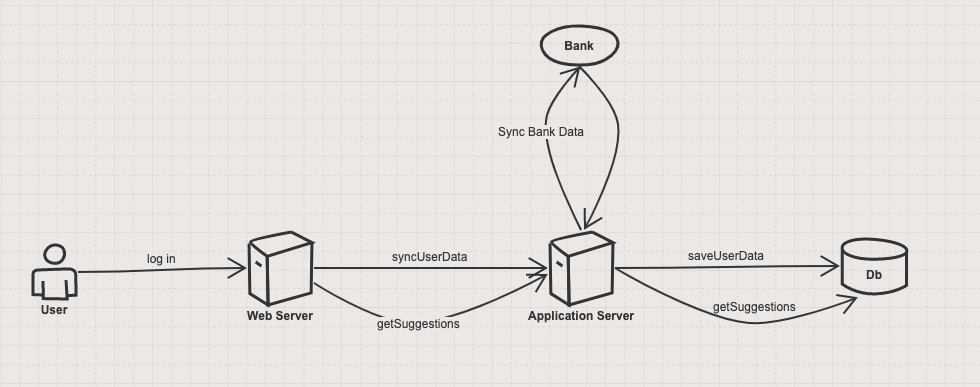 Bank
Sync Bank Data
log in
syncUserData
saveUserData
Db
User
Web Server
getSuggestions
Application Server
getSuggestions